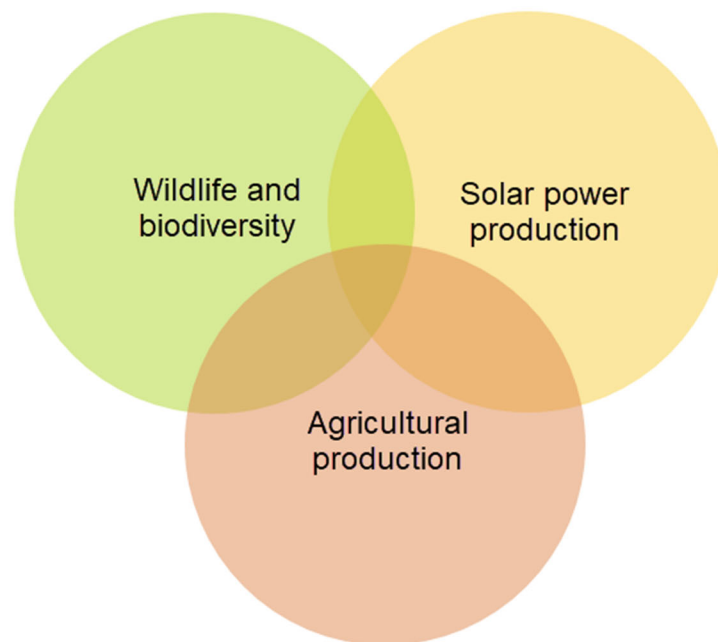 Wildlife and
biodiversity
Solar power
production
Agricultural
production